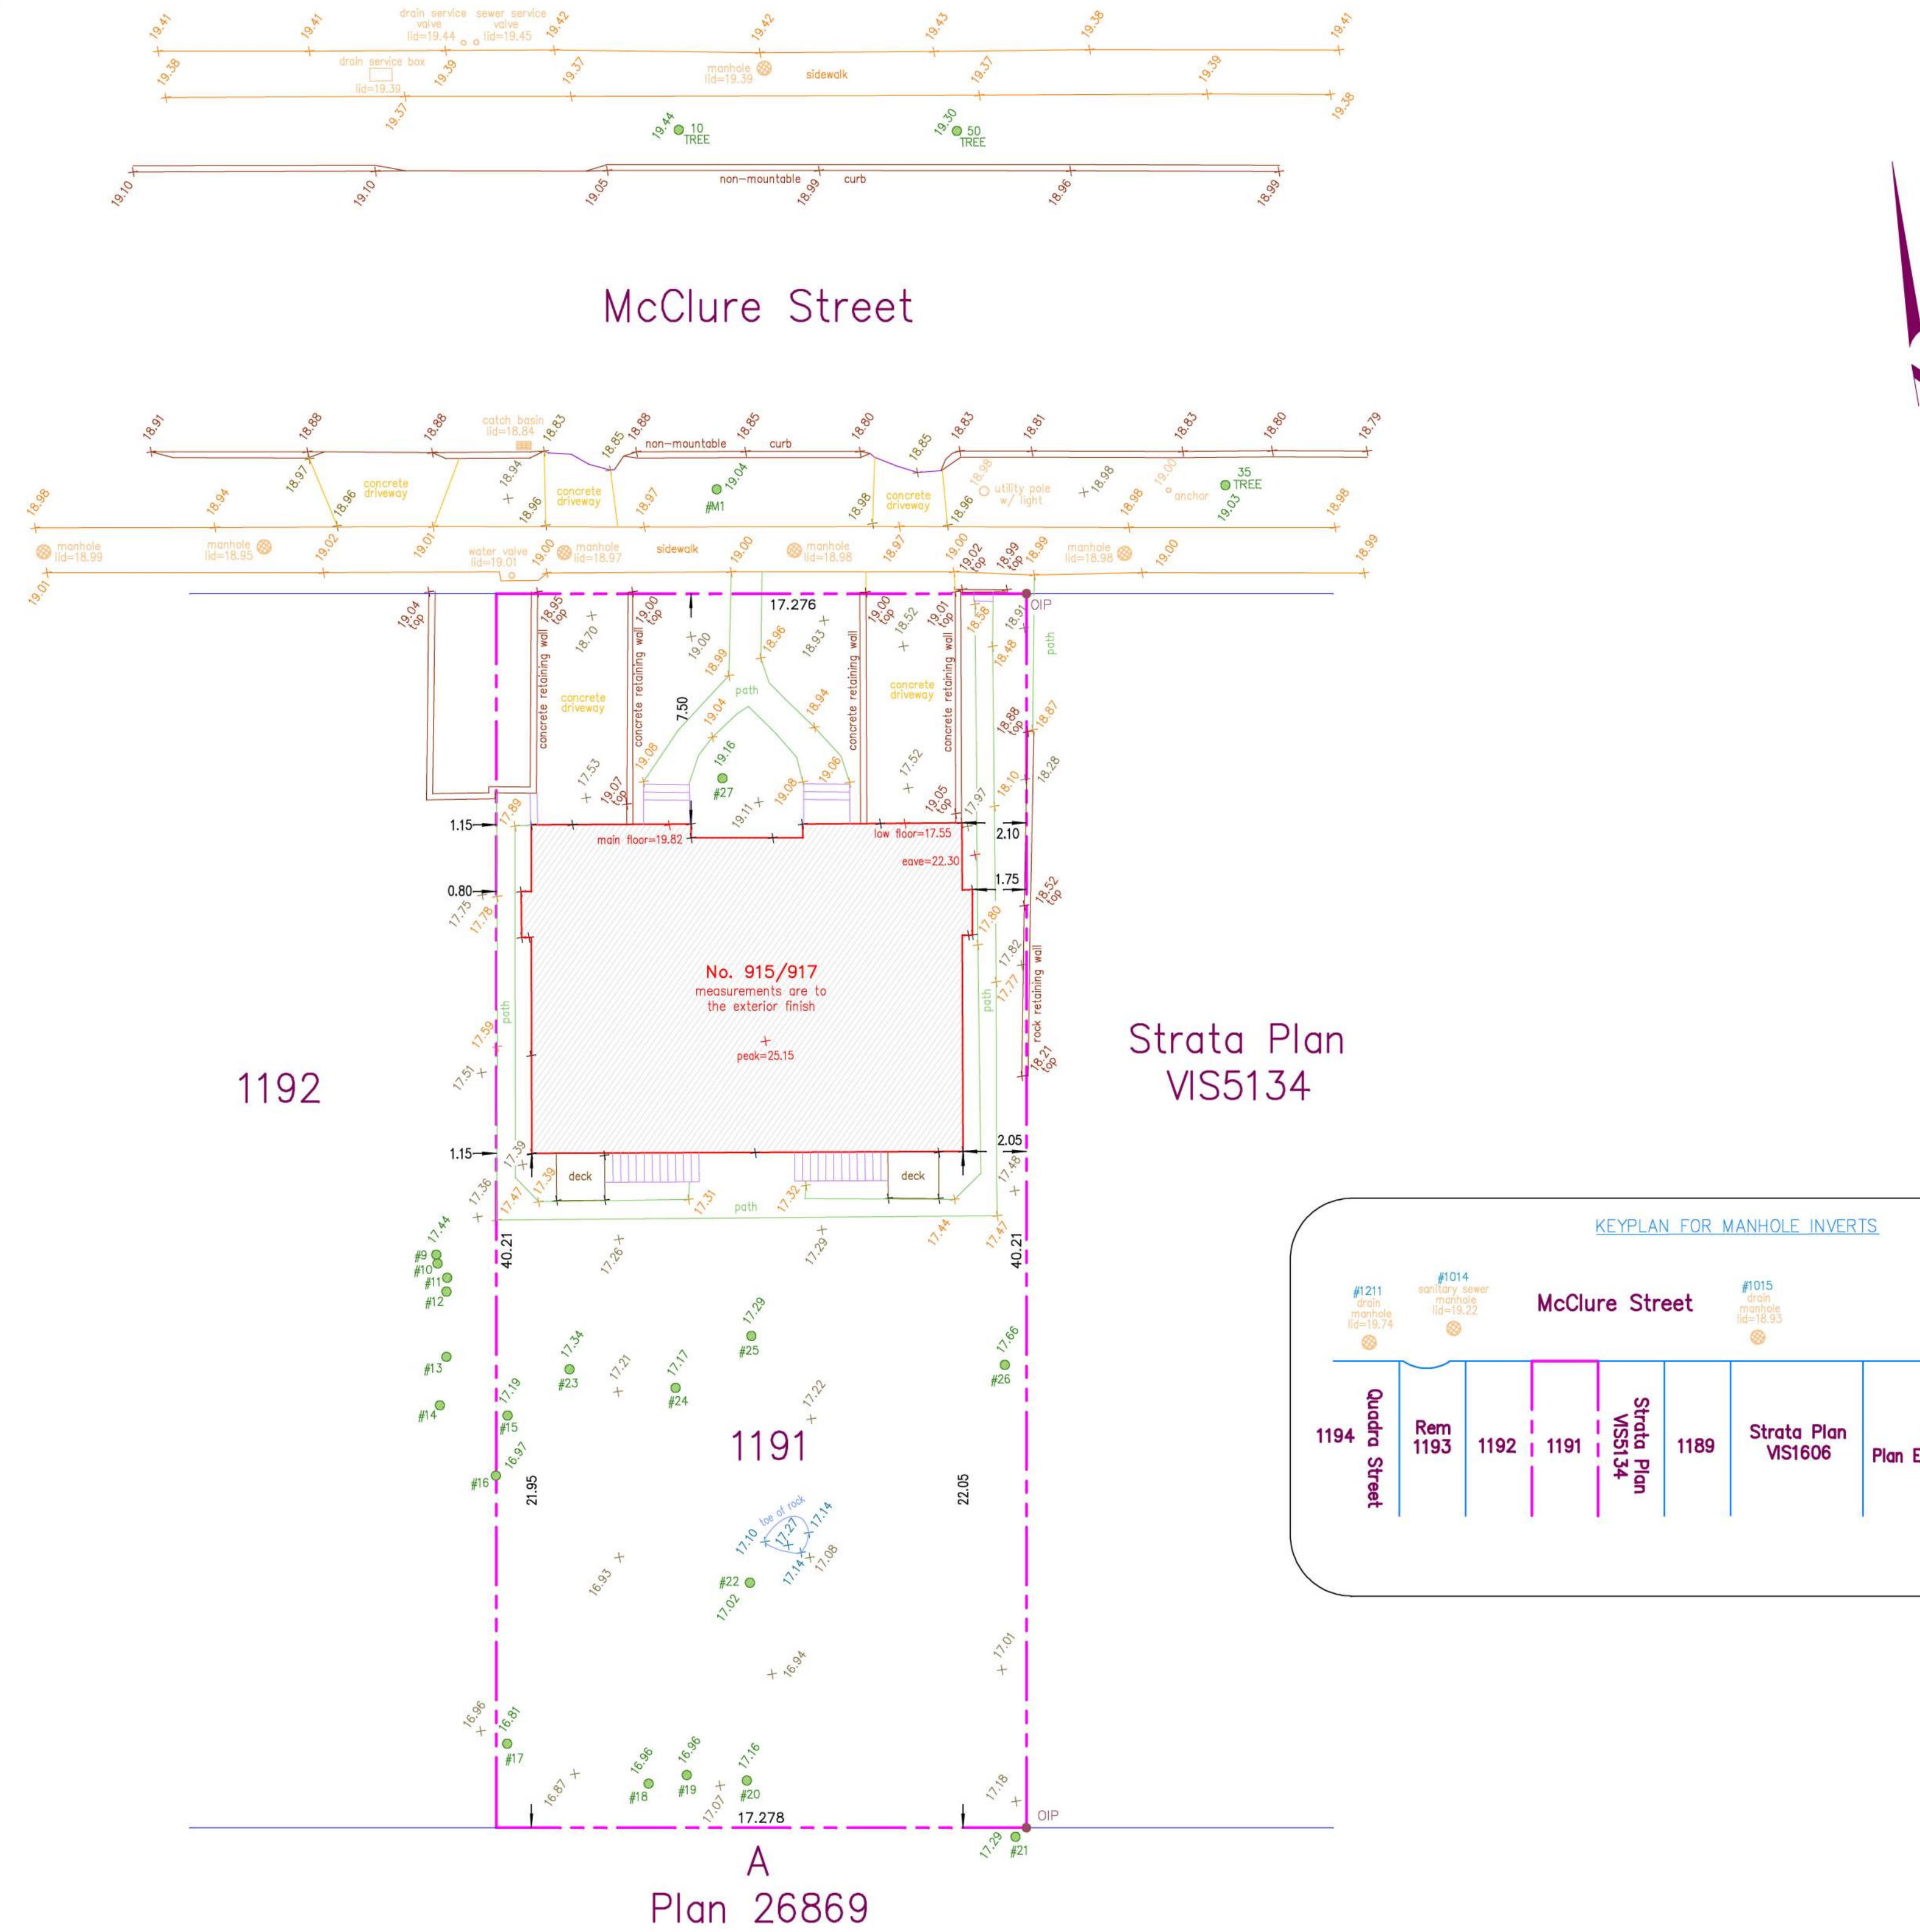 19.41
19.41
drain service
valve
lid=19.44
sewer service
valve
lid=19.45
19.42
19.42
19.43
19.38
19.41
19.38
drain service box
lid=19.39
19.39
19.37
manhole
lid=19.39
sidewalk
19.37
19.39
19.38
19.37
19.44
10
TREE
19.30
50
TREE
19.10
19.10
19.05
non-mountable
18.99
curb
18.96
18.99
McClure Street
18.91
18.88
18.88
catch basin
lid=18.84
18.83
18.85
18.88
non-mountable
18.85
curb
18.80
18.85
18.83
18.81
18.83
18.80
18.79
18.97
concrete
driveway
18.94
concrete
driveway
19.04
#M1
concrete
driveway
18.98
utility pole
w/ light
18.98
19.00
anchor
35
TREE
19.03
18.98
18.94
18.96
18.96
18.97
18.98
18.96
18.98
18.98
manhole
lid=18.99
manhole
lid=18.95
19.02
19.01
water valve
lid=19.01
19.00
manhole
lid=18.97
sidewalk
19.00
manhole
lid=18.98
18.97
19.00
19.02
top
18.99
top
18.99
manhole
lid=18.98
19.00
18.99
19.01
19.04
top
18.95
top
19.00
top
17.276
19.00
top
19.01
top
OIP
18.70
19.00
18.96
18.93
18.52
18.58
18.91
18.48
path
concrete retaining wall
concrete retaining wall
concrete retaining wall
concrete retaining wall
18.99
path
concrete
driveway
concrete
driveway
7.50
19.04
18.94
18.88
top
18.87
19.08
19.16
#27
19.06
17.53
19.07
top
19.08
19.11
17.52
19.05
top
17.97
18.10
18.28
17.89
1.15
main floor=19.82
low floor=17.55
2.10
eave=22.30
0.80
1.75
17.75
17.78
17.80
18.52
top
17.82
17.77
rock retaining wall
path
path
No. 915/917
measurements are to
the exterior finish
peak=25.15
17.59
17.51
18.21
top
1192
Strata Plan
VIS5134
1.15
2.05
17.39
17.39
deck
deck
17.48
17.36
17.47
17.31
path
17.32
17.44
17.47
17.44
#9
#10
#11
#12
40.21
17.26
17.29
40.21
#13
17.34
#23
17.17
#24
17.29
#25
17.66
#26
17.21
17.22
#14
17.19
#15
1191
16.97
#16
21.95
22.05
toe of rock
17.10
17.27
17.14
17.14
17.08
16.93
#22
17.02
16.94
17.01
16.96
16.81
#17
16.87
16.96
#18
16.96
#19
17.07
17.16
#20
17.18
17.278
OIP
17.29
#21
A
Plan 26869
KEYPLAN FOR MANHOLE INVERTS
#1211
drain
manhole
lid=19.74
#1014
sanitary sewer
manhole
lid=19.22
McClure Street
#1015
drain
manhole
lid=18.93
1194
Quadra Street
Rem
1193
1192
1191
Strata Plan
VIS5134
1189
Strata Plan
VIS1606
Plan E